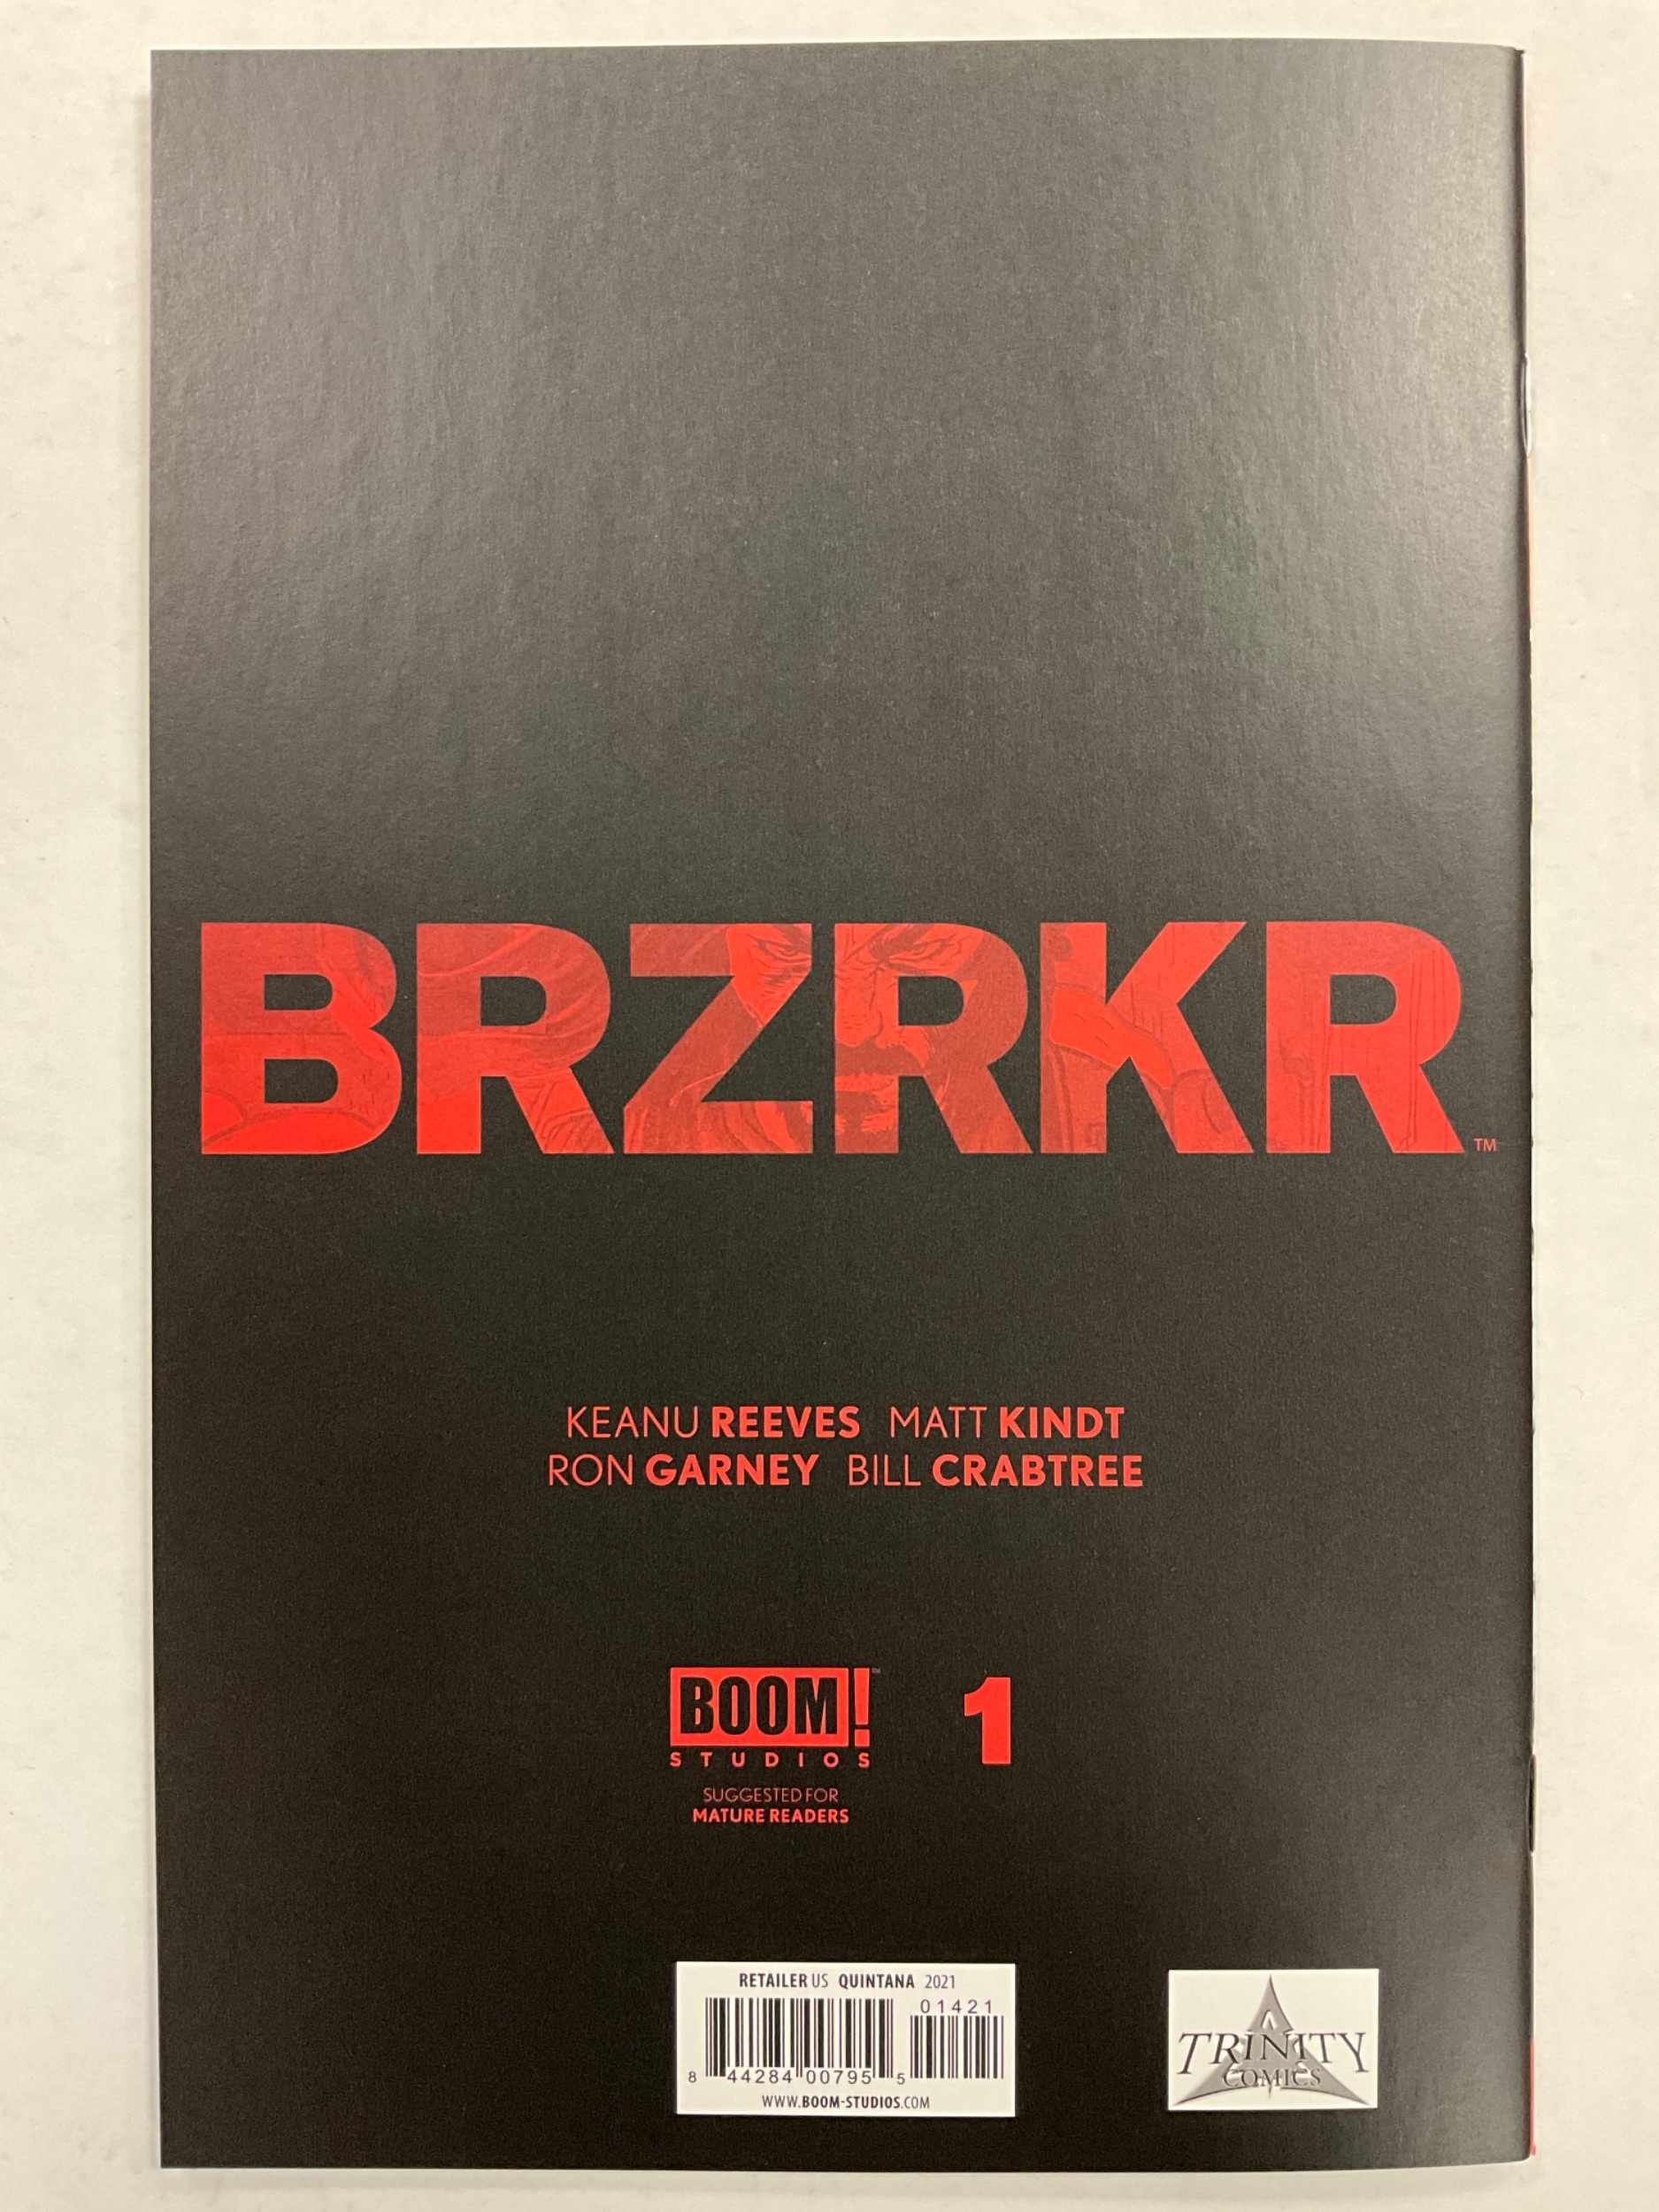 BRZRKR™
KEANU REEVES MATT KINDT
RON GARNEY BILL CRABTREE
BOOM!™ 1
STUDIOS
SUGGESTED FOR
MATURE READERS
RETAILER US QUINTANA 2021
01421
8 44284 00795 5
WWW.BOOM-STUDIOS.COM
TRINITY
COMICS